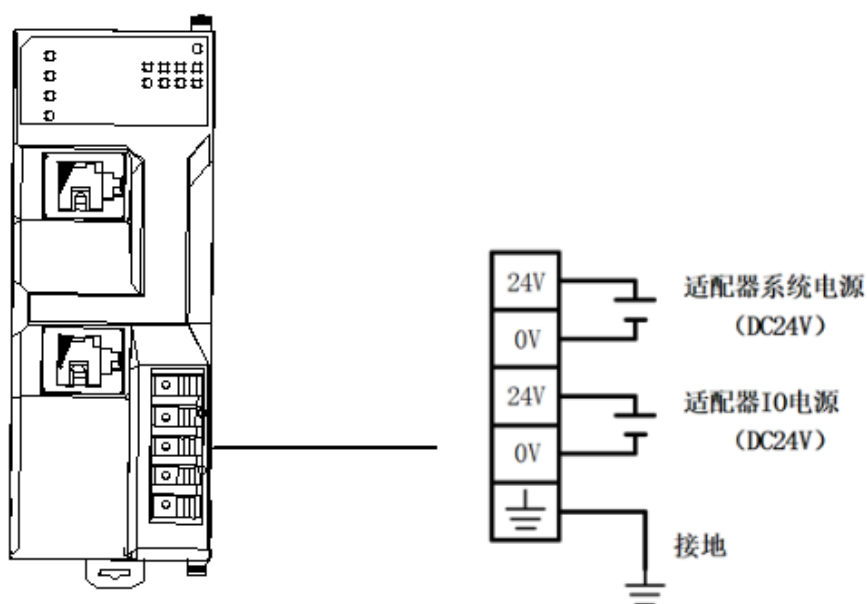 24V
适配器系统电源
（DC24V）
0V
24V
适配器IO电源
（DC24V）
0V
接地